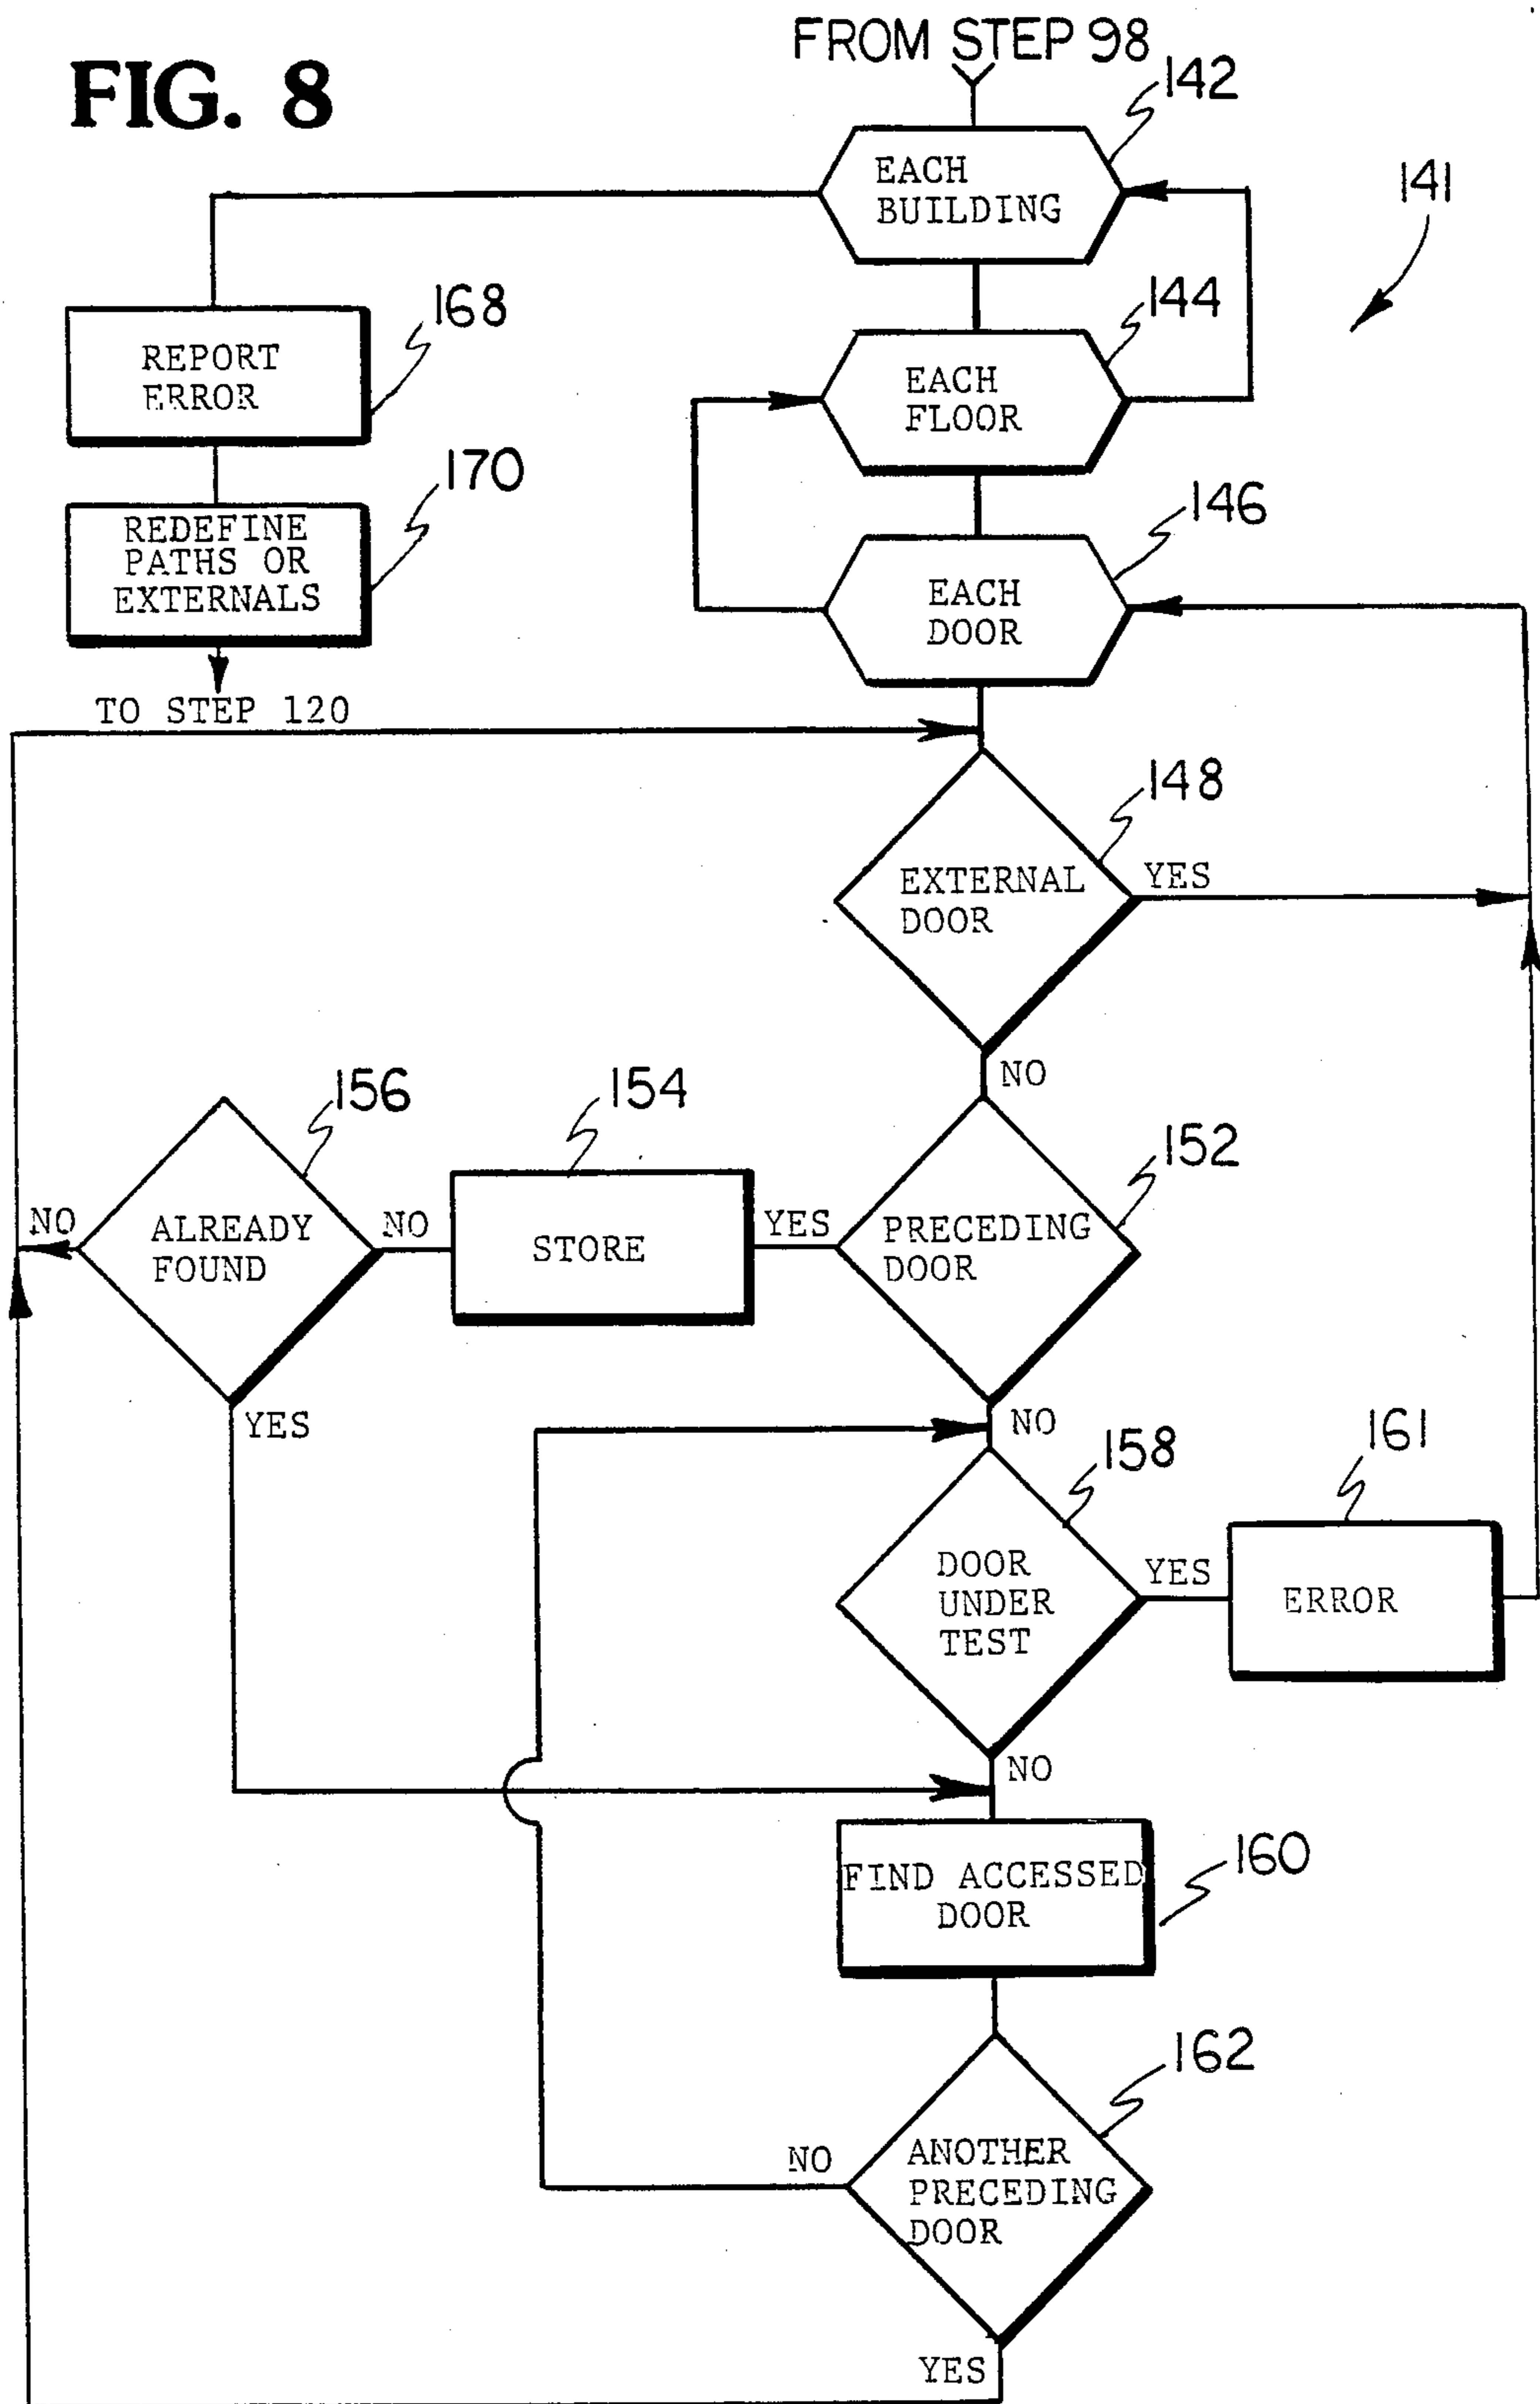 FROM STEP 98
FIG. 8
142
EACH
BUILDING
141
144
168
REPORT
ERROR
EACH
FLOOR
170
REDEFINE
PATHS OR
EXTERNALS
146
EACH
DOOR
TO STEP 120
148
EXTERNAL
DOOR
YES
NO
156
154
152
NO
ALREADY
FOUND
NO
STORE
YES
PRECEDING
DOOR
YES
NO
158
161
DOOR
UNDER
TEST
YES
ERROR
NO
160
FIND ACCESSED
DOOR
162
NO
ANOTHER
PRECEDING
DOOR
YES